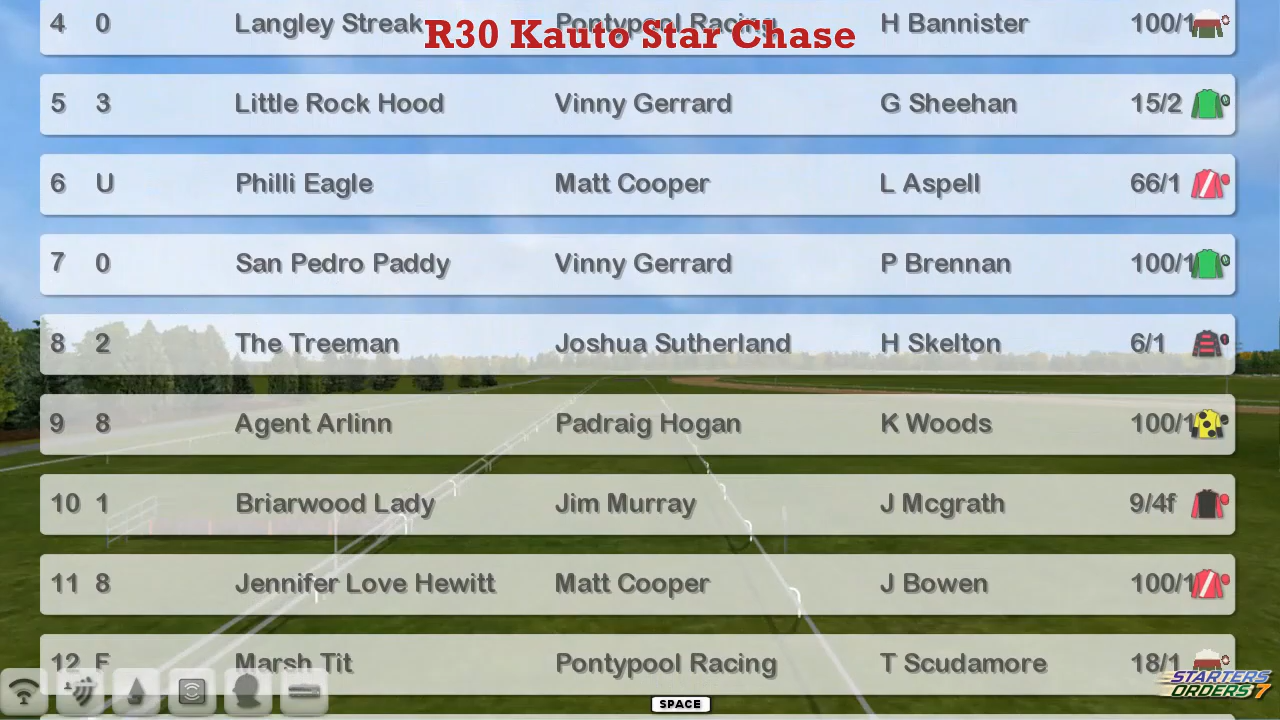 R30 Kauto Star Chase
4 0 Langley Streak Pontypool Racing H Bannister 100/1
5 3 Little Rock Hood Vinny Gerrard G Sheehan 15/2
6 U Philli Eagle Matt Cooper L Aspell 66/1
7 0 San Pedro Paddy Vinny Gerrard P Brennan 100/1
8 2 The Treeman Joshua Sutherland H Skelton 6/1
9 8 Agent Arlinn Padraig Hogan K Woods 100/1
10 1 Briarwood Lady Jim Murray J Mcgrath 9/4f
11 8 Jennifer Love Hewitt Matt Cooper J Bowen 100/1
12 F Marsh Tit Pontypool Racing T Scudamore 18/1
STARTERS
ORDERS 7
SPACE